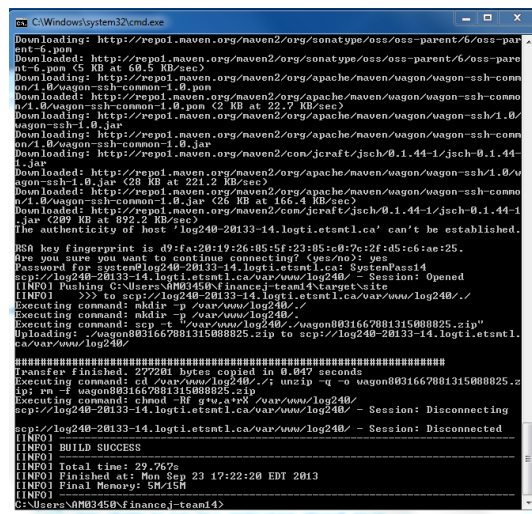 C:\Windows\system32\cmd.exe
Downloading: http://repo1.maven.org/maven2/org/sonatype/oss/oss-parent/6/oss-par
ent-6.pom
Downloaded: http://repo1.maven.org/maven2/org/sonatype/oss/oss-parent/6/oss-pare
nt-6.pom (5 KB at 60.5 KB/sec)
Downloading: http://repo1.maven.org/maven2/org/apache/maven/wagon/wagon-ssh-comm
on/1.0/wagon-ssh-common-1.0.pom
Downloaded: http://repo1.maven.org/maven2/org/apache/maven/wagon/wagon-ssh-commo
n/1.0/wagon-ssh-common-1.0.pom (2 KB at 22.7 KB/sec)
Downloading: http://repo1.maven.org/maven2/org/apache/maven/wagon/wagon-ssh/1.0/
wagon-ssh-1.0.jar
Downloading: http://repo1.maven.org/maven2/org/apache/maven/wagon/wagon-ssh-comm
on/1.0/wagon-ssh-common-1.0.jar
Downloading: http://repo1.maven.org/maven2/com/jcraft/jsch/0.1.44-1/jsch-0.1.44-
1.jar
Downloaded: http://repo1.maven.org/maven2/org/apache/maven/wagon/wagon-ssh/1.0/w
agon-ssh-1.0.jar (28 KB at 221.2 KB/sec)
Downloaded: http://repo1.maven.org/maven2/org/apache/maven/wagon/wagon-ssh-commo
n/1.0/wagon-ssh-common-1.0.jar (26 KB at 166.4 KB/sec)
Downloaded: http://repo1.maven.org/maven2/com/jcraft/jsch/0.1.44-1/jsch-0.1.44-1
.jar (209 KB at 892.2 KB/sec)
The authenticity of host 'log240-20133-14.logti.etsmtl.ca' can't be established.
RSA key fingerprint is d9:fa:20:19:26:85:5f:23:85:c0:7c:2f:d5:c6:ae:25.
Are you sure you want to continue connecting? (yes/no): yes
Password for system@log240-20133-14.logti.etsmtl.ca: SystemPass14
scp://log240-20133-14.logti.etsmtl.ca/var/www/log240/ - Session: Opened
[INFO] Pushing C:\Users\AM03450\financej-team14\target\site
[INFO]    >>> to scp://log240-20133-14.logti.etsmtl.ca/var/www/log240/./
Executing command: mkdir -p /var/www/log240/./
Executing command: mkdir -p /var/www/log240/.
Executing command: scp -t "/var/www/log240/./wagon8031667881315088825.zip"
Uploading: ./wagon8031667881315088825.zip to scp://log240-20133-14.logti.etsmtl.
ca/var/www/log240/
####################################################################
Transfer finished. 277201 bytes copied in 0.047 seconds
Executing command: cd /var/www/log240/./; unzip -q -o wagon8031667881315088825.z
ip; rm -f wagon8031667881315088825.zip
Executing command: chmod -Rf g+w,a+rX /var/www/log240/
scp://log240-20133-14.logti.etsmtl.ca/var/www/log240/ - Session: Disconnecting
scp://log240-20133-14.logti.etsmtl.ca/var/www/log240/ - Session: Disconnected
[INFO] ------------------------------------------------------------------------
[INFO] BUILD SUCCESS
[INFO] ------------------------------------------------------------------------
[INFO] Total time: 29.767s
[INFO] Finished at: Mon Sep 23 17:22:20 EDT 2013
[INFO] Final Memory: 5M/15M
[INFO] ------------------------------------------------------------------------
C:\Users\AM03450\financej-team14>